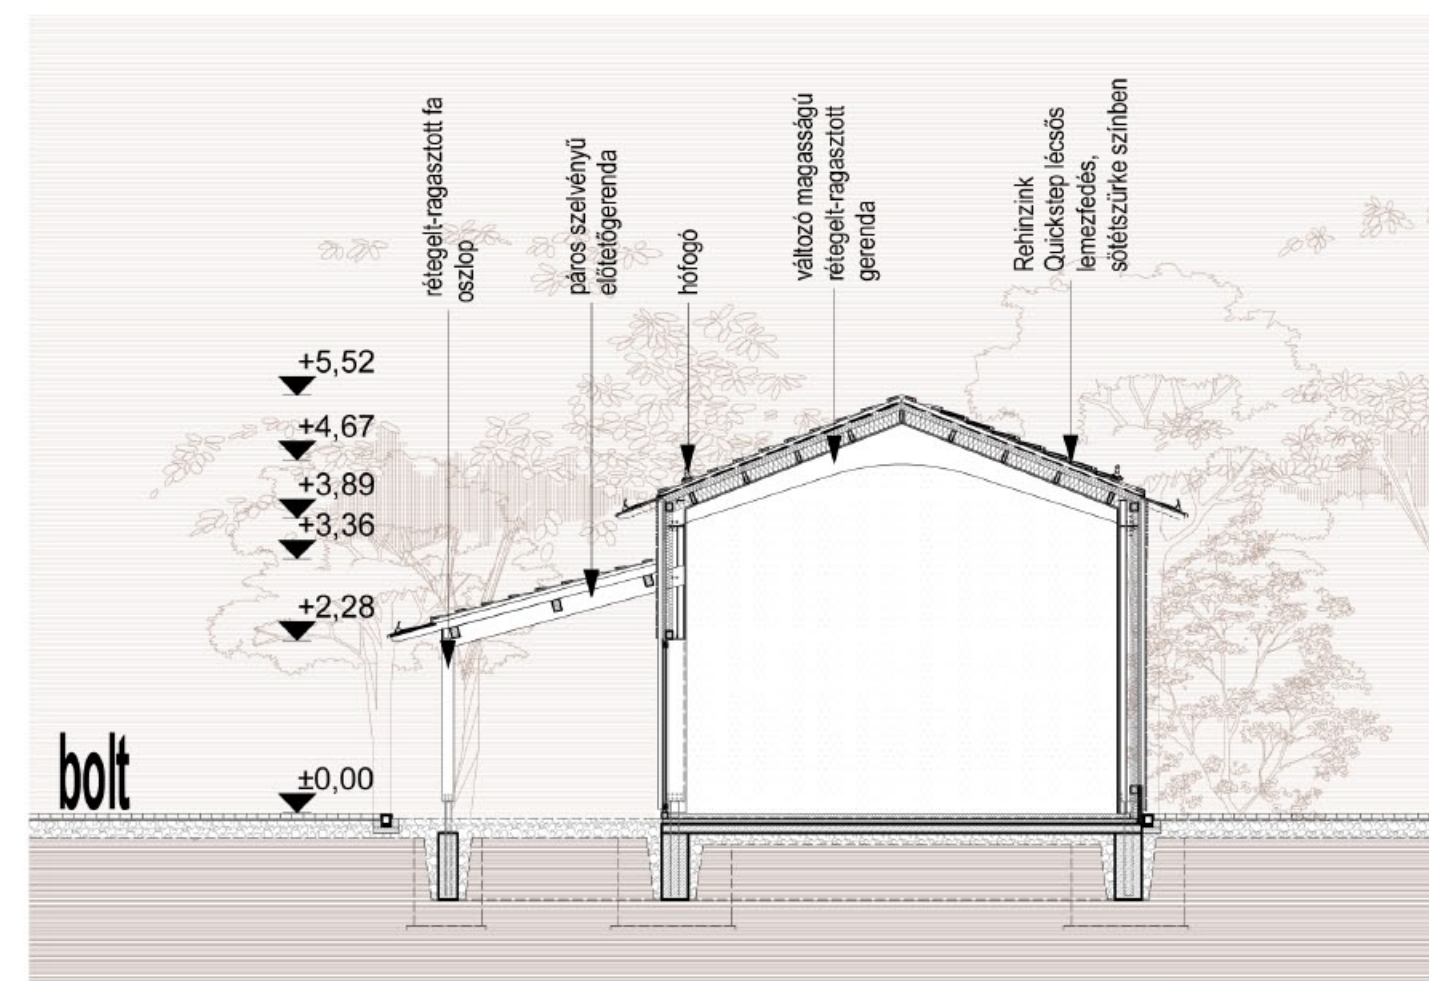 rétegelt-ragasztott fa
oszlop
páros szelvényű
előtetőgerenda
hófogó
változó magasságú
rétegelt-ragasztott
gerenda
Rehinzink
Quickstep lécsős
lemezfedés,
sötétszürke színben
+5,52
+4,67
+3,89
+3,36
+2,28
±0,00
bolt